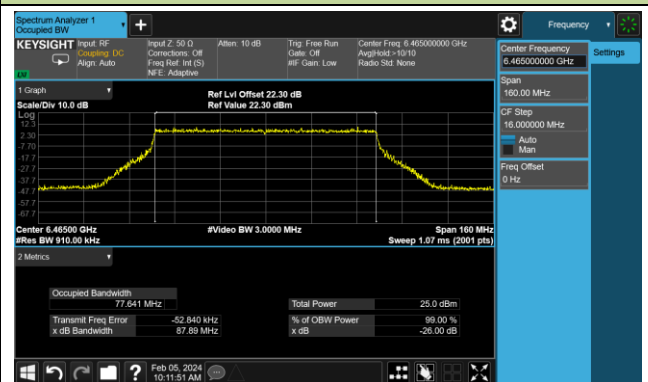 Spectrum Analyzer 1
Occupied BW
Frequency
KEYSIGHT
Input: RF
Coupling: DC
Align: Auto
Input Z: 50 Ω
Corrections: Off
Freq Ref: Int (S)
NFE: Adaptive
Atten: 10 dB
Trig: Free Run
Gate: Off
#IF Gain: Low
Center Freq: 6.465000000 GHz
Avg|Hold:>10/10
Radio Std: None
Center Frequency
6.465000000 GHz
Settings
Span
160.00 MHz
CF Step
16.000000 MHz
Auto
Man
Freq Offset
0 Hz
1 Graph
Scale/Div 10.0 dB
Ref Lvl Offset 22.30 dB
Ref Value 22.30 dBm
Log
12.3
2.30
-7.70
-17.7
-27.7
-37.7
-47.7
-57.7
-67.7
Center 6.46500 GHz
#Video BW 3.0000 MHz
Span 160 MHz
#Res BW 910.00 kHz
Sweep 1.07 ms (2001 pts)
2 Metrics
Occupied Bandwidth
77.641 MHz
Total Power
25.0 dBm
Transmit Freq Error
-52.840 kHz
% of OBW Power
99.00 %
x dB Bandwidth
87.89 MHz
x dB
-26.00 dB
?
Feb 05, 2024
10:11:51 AM